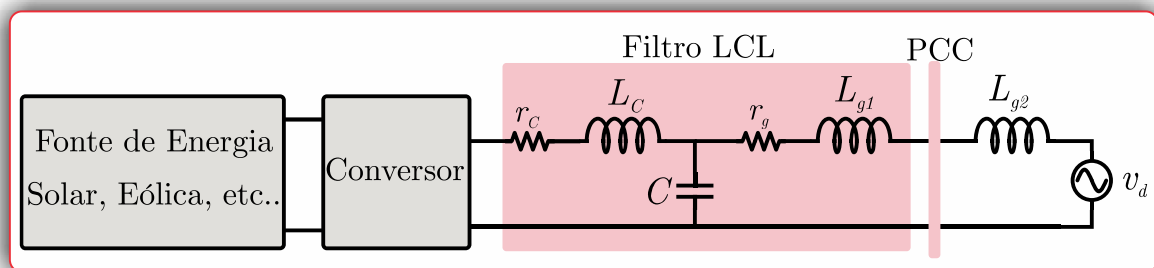 Filtro LCL
PCC
r_C
L_C
r_g
L_g1
L_g2
Fonte de Energia
Solar, Eólica, etc..
Conversor
C
v_d